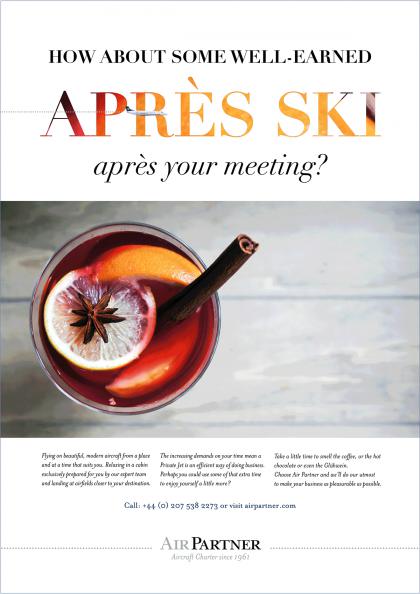 HOW ABOUT SOME WELL-EARNED
APRÈS SKI
après your meeting?
Flying on beautiful, modern aircraft from a place
and at a time that suits you. Relaxing in a cabin
exclusively prepared for you by our expert team
and landing at airfields closer to your destination.
The increasing demands on your time mean a
Private Jet is an efficient way of doing business.
Perhaps you could use some of that extra time
to enjoy yourself a little more?
Take a little time to smell the coffee, or the hot
chocolate or even the Glühwein.
Choose Air Partner and we'll do our utmost
to make your business as pleasurable as possible.
Call: +44 (0) 207 538 2273 or visit airpartner.com
AIR PARTNER
Aircraft Charter since 1961